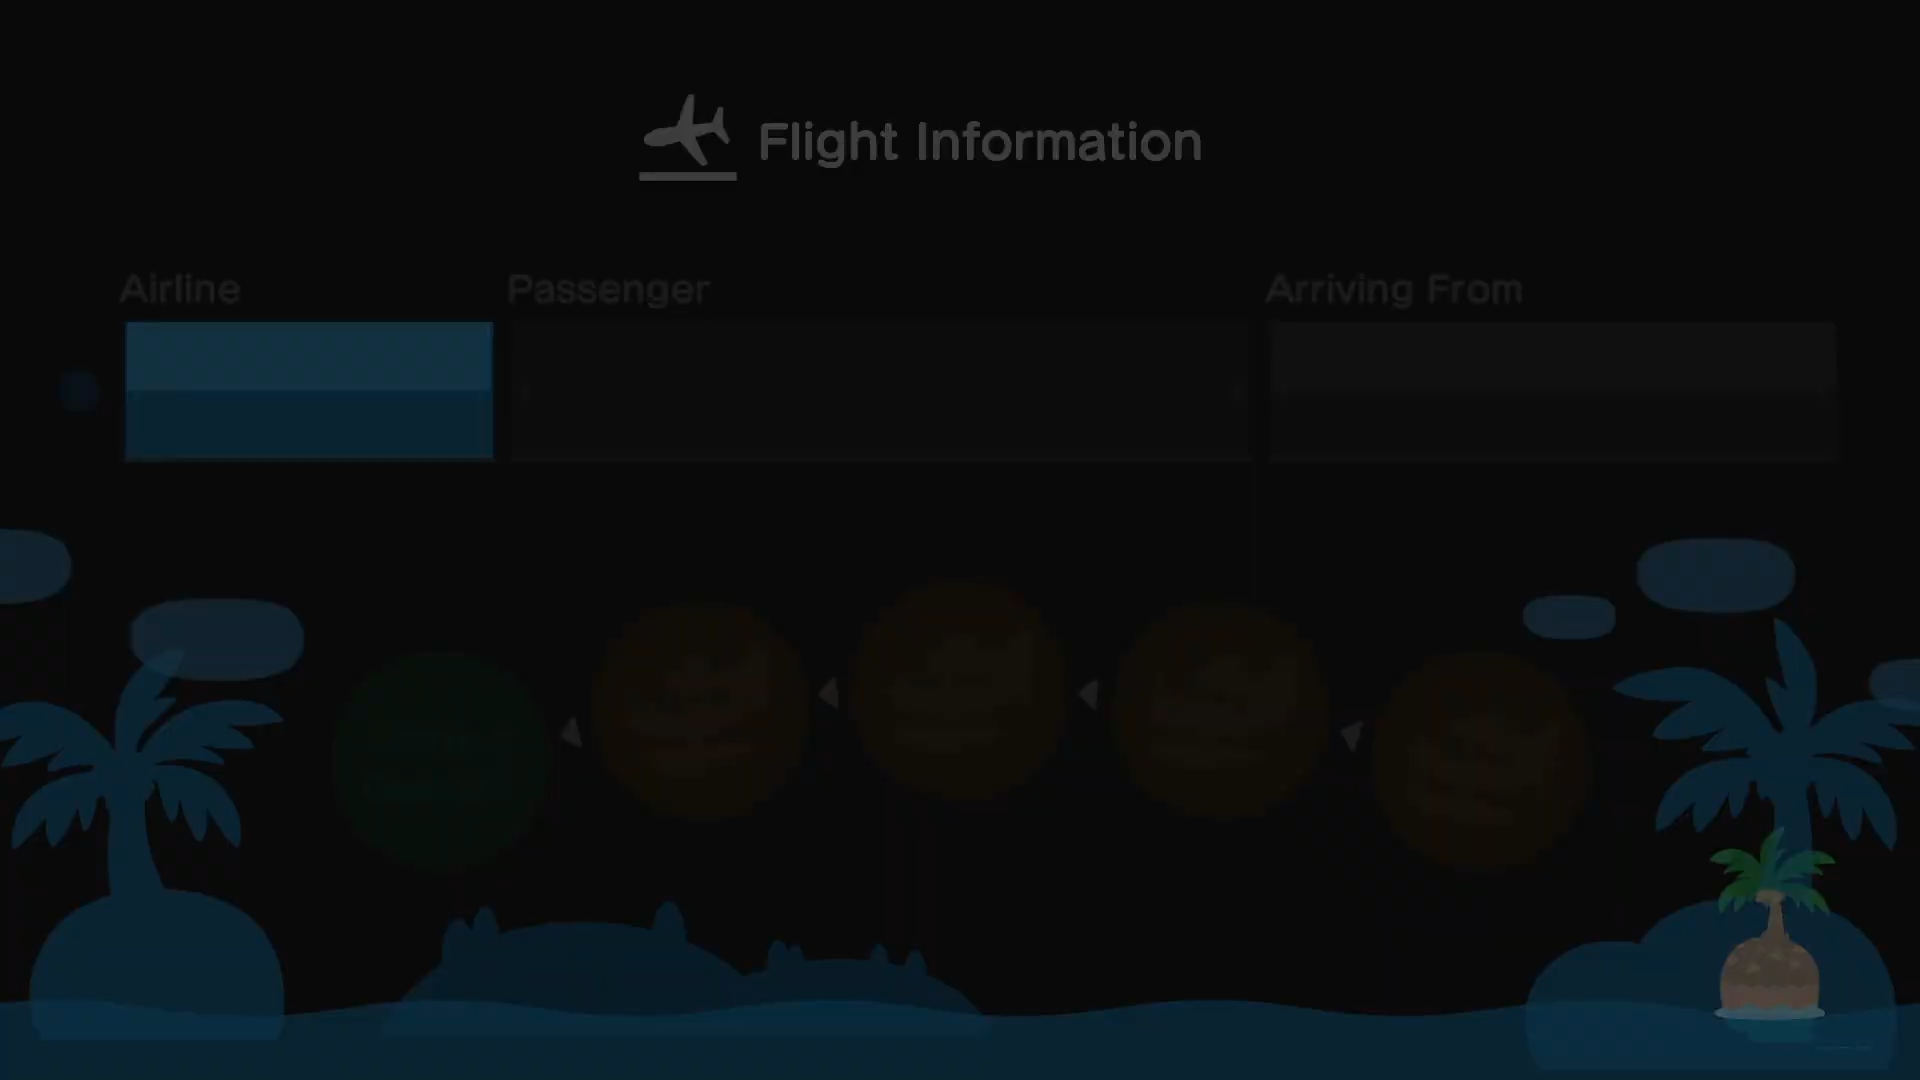 Flight Information
Airline
Passenger
Arriving From